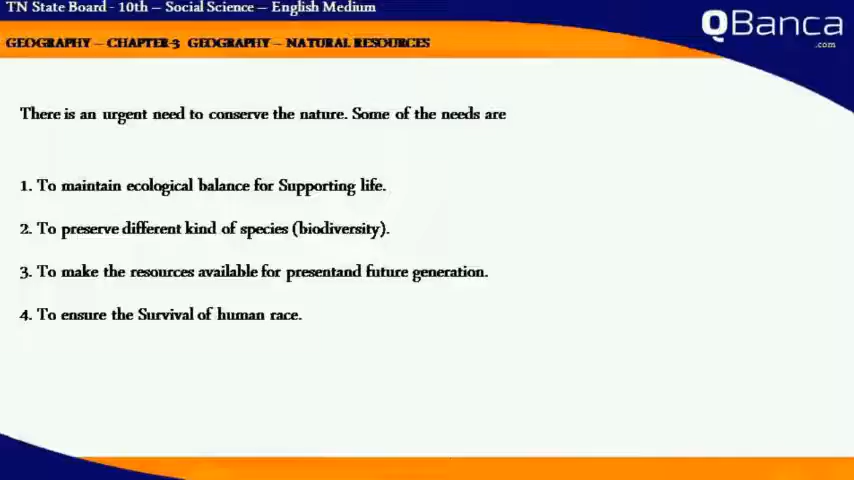 TN State Board - 10th – Social Science – English Medium
QBanca
.com
GEOGRAPHY – CHAPTER-3 GEOGRAPHY – NATURAL RESOURCES
There is an urgent need to conserve the nature. Some of the needs are
1. To maintain ecological balance for Supporting life.
2. To preserve different kind of species (biodiversity).
3. To make the resources available for presentand future generation.
4. To ensure the Survival of human race.